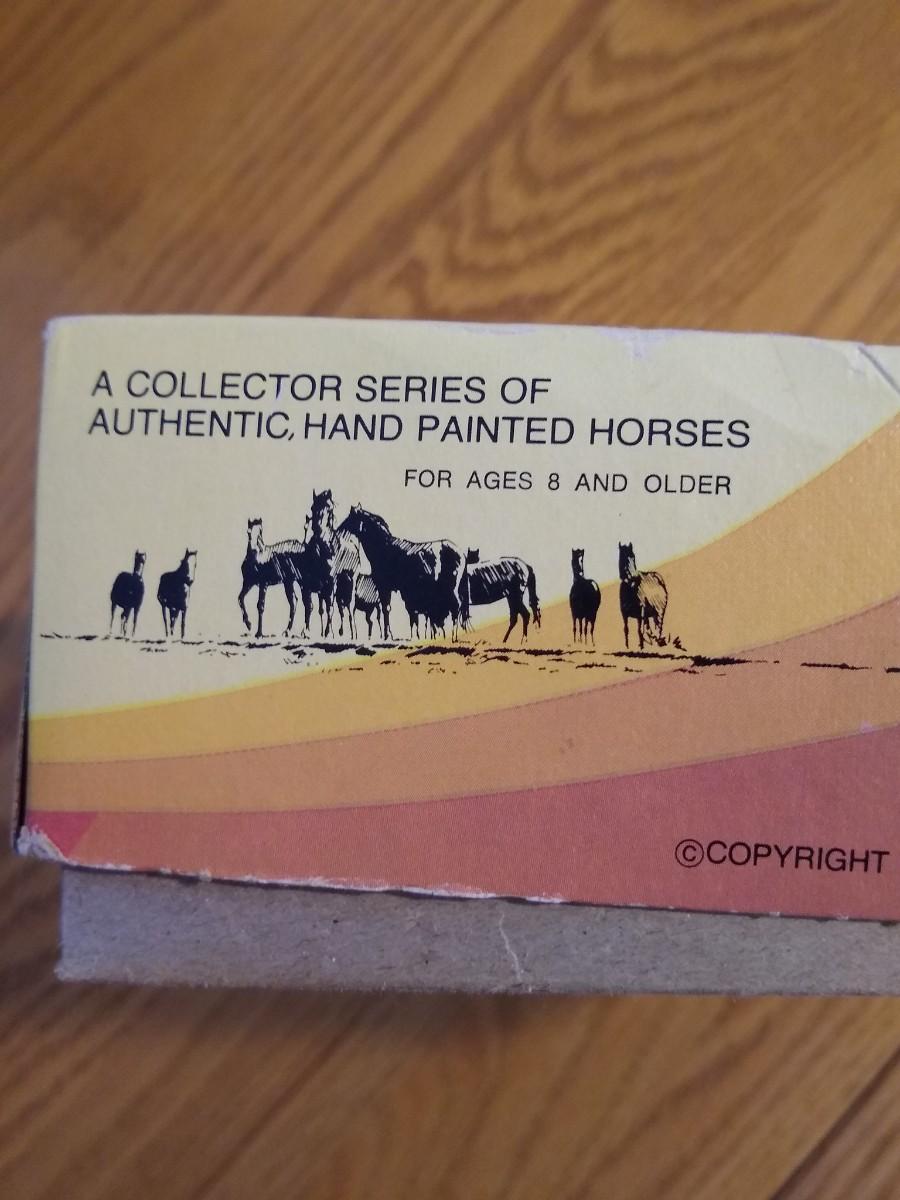 A COLLECTOR SERIES OF
AUTHENTIC, HAND PAINTED HORSES
FOR AGES 8 AND OLDER
©COPYRIGHT